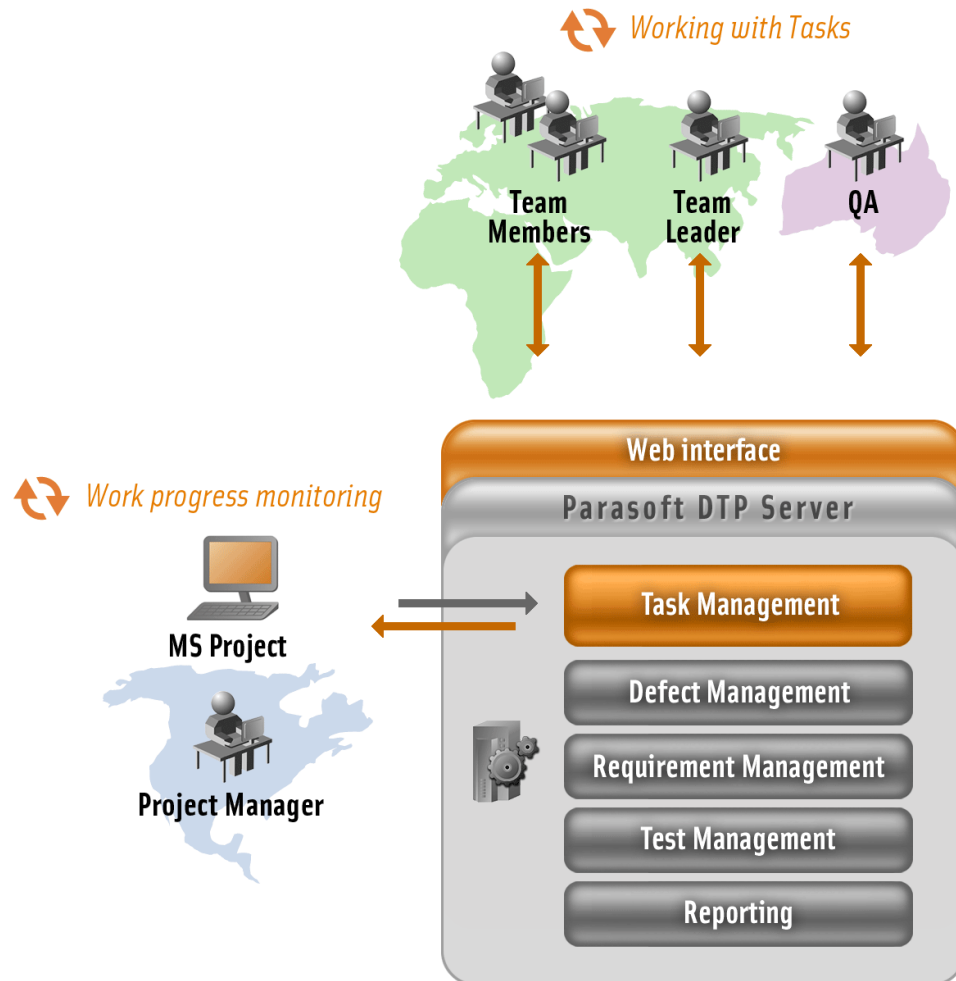 Working with Tasks
Team
Members
Team
Leader
QA
Web interface
Parasoft DTP Server
Work progress monitoring
MS Project
Project Manager
Task Management
Defect Management
Requirement Management
Test Management
Reporting